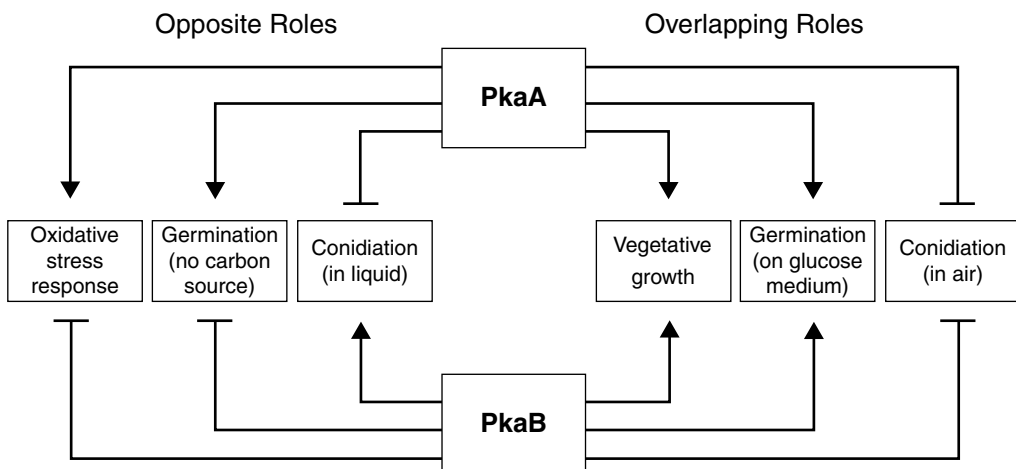 Opposite Roles
Overlapping Roles
PkaA
Oxidative
stress
response
Germination
(no carbon
source)
Conidiation
(in liquid)
Vegetative
growth
Germination
(on glucose
medium)
Conidiation
(in air)
PkaB